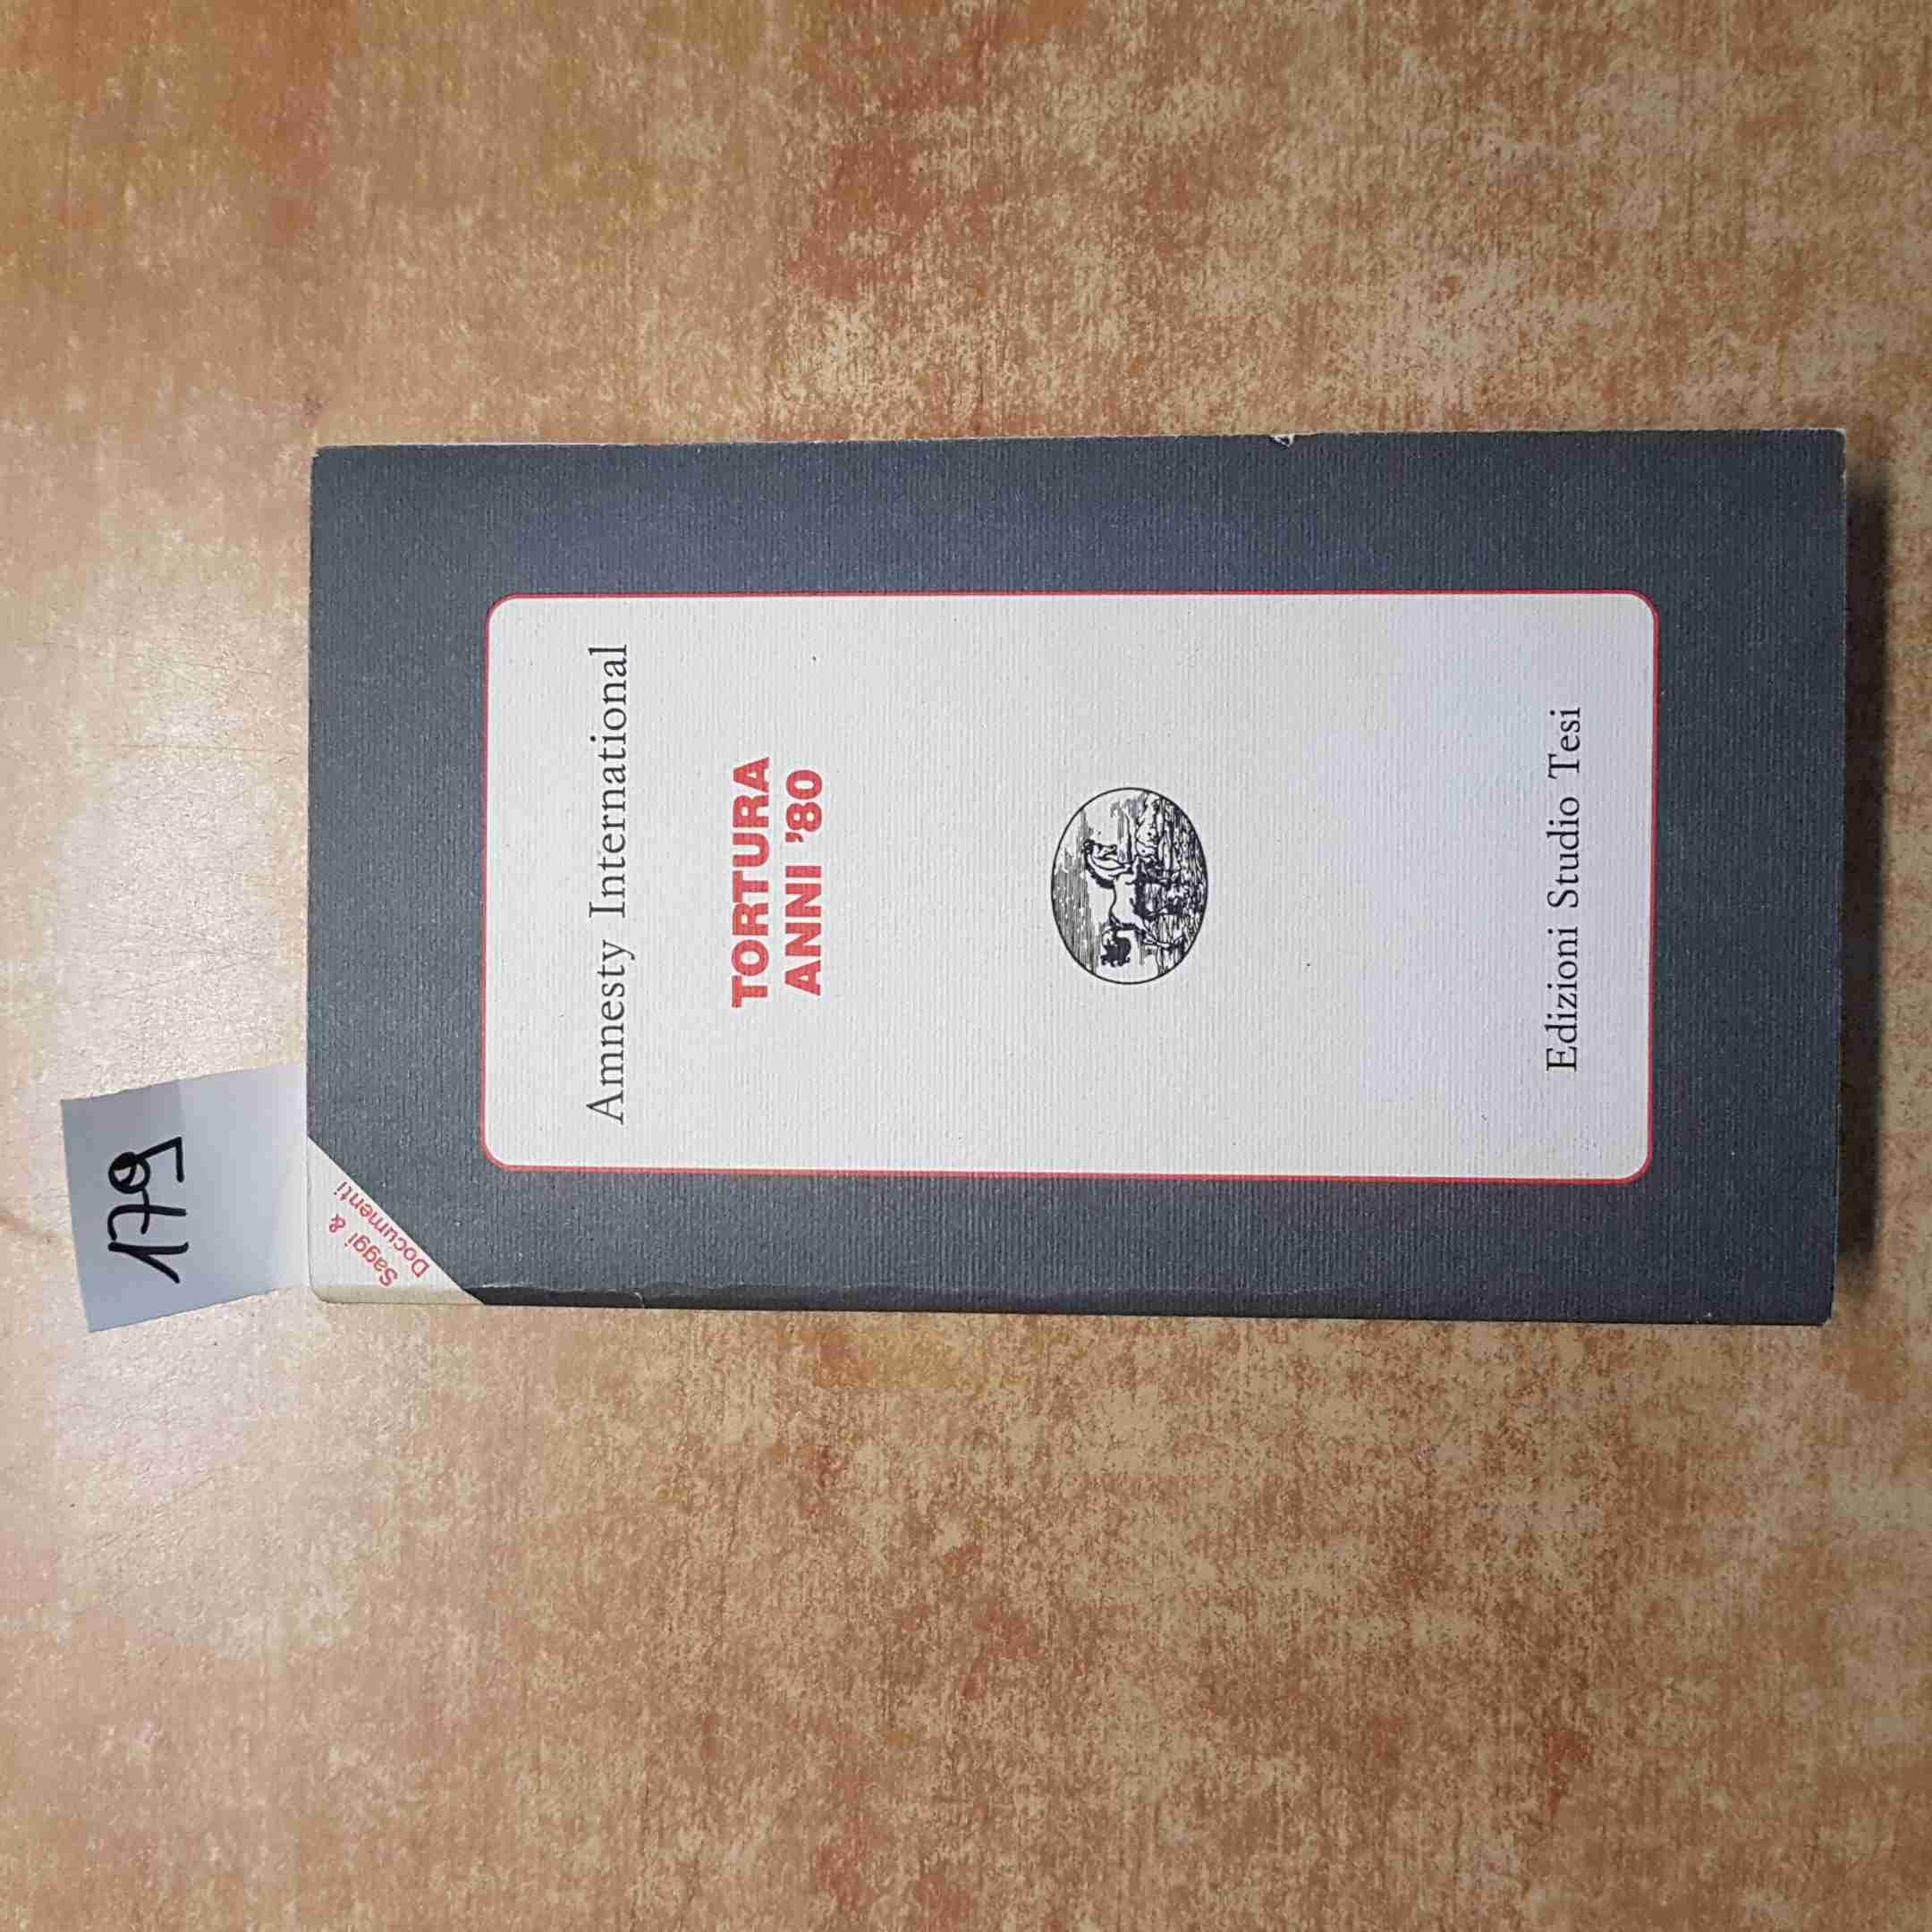 179
Saggi &
Documenti
Amnesty International
TORTURA
ANNI '80
Edizioni Studio Tesi